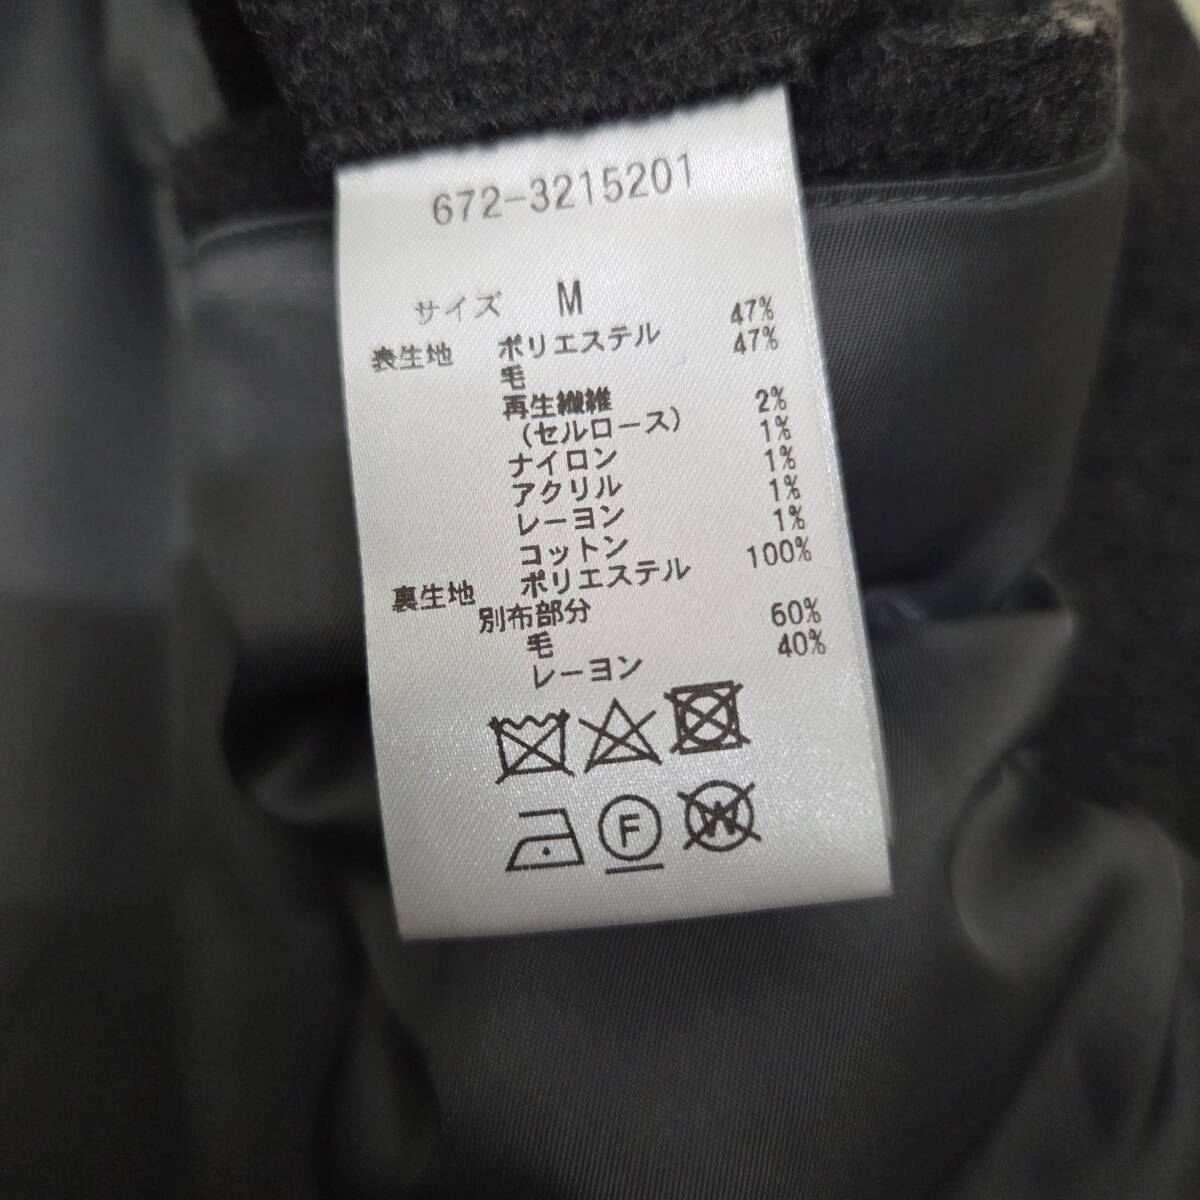 672-3215201
サイズ M
表生地 ポリエステル 47%
毛 47%
再生繊維
(セルロース) 2%
ナイロン 1%
アクリル 1%
レーヨン 1%
コットン 1%
裏生地 ポリエステル 100%
別布部分
毛 60%
レーヨン 40%
F
W